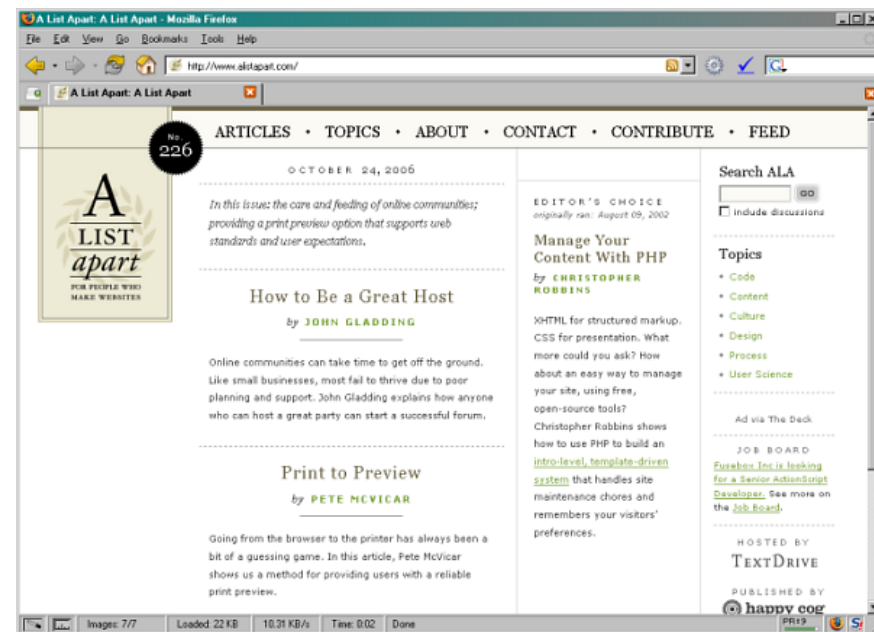 A List Apart: A List Apart - Mozilla Firefox
File Edit View Go Bookmarks Tools Help
http://www.alistapart.com/
A List Apart: A List Apart
ARTICLES • TOPICS • ABOUT • CONTACT • CONTRIBUTE • FEED
No.
226
A
LIST
apart
FOR PEOPLE WHO
MAKE WEBSITES
OCTOBER 24, 2006
In this issue: the care and feeding of online communities;
providing a print preview option that supports web
standards and user expectations.
How to Be a Great Host
by JOHN GLADDING
Online communities can take time to get off the ground.
Like small businesses, most fail to thrive due to poor
planning and support. John Gladding explains how anyone
who can host a great party can start a successful forum.
Print to Preview
by PETE MCVICAR
Going from the browser to the printer has always been a
bit of a guessing game. In this article, Pete McVicar
shows us a method for providing users with a reliable
print preview.
EDITOR'S CHOICE
originally ran: August 09, 2002
Manage Your
Content With PHP
by CHRISTOPHER
ROBBINS
XHTML for structured markup.
CSS for presentation. What
more could you ask? How
about an easy way to manage
your site, using free,
open-source tools?
Christopher Robbins shows
how to use PHP to build an
intro-level, template-driven
system that handles site
maintenance chores and
remembers your visitors'
preferences.
Search ALA
GO
include discussions
Topics
• Code
• Content
• Culture
• Design
• Process
• User Science
Ad via The Deck
JOB BOARD
Fusebox Inc is looking
for a Senior ActionScript
Developer. See more on
the Job Board.
HOSTED BY
TEXTDRIVE
PUBLISHED BY
happy cog
Images: 7/7 Loaded: 22 KB 10.31 KB/s Time: 0:02 Done
PR:9